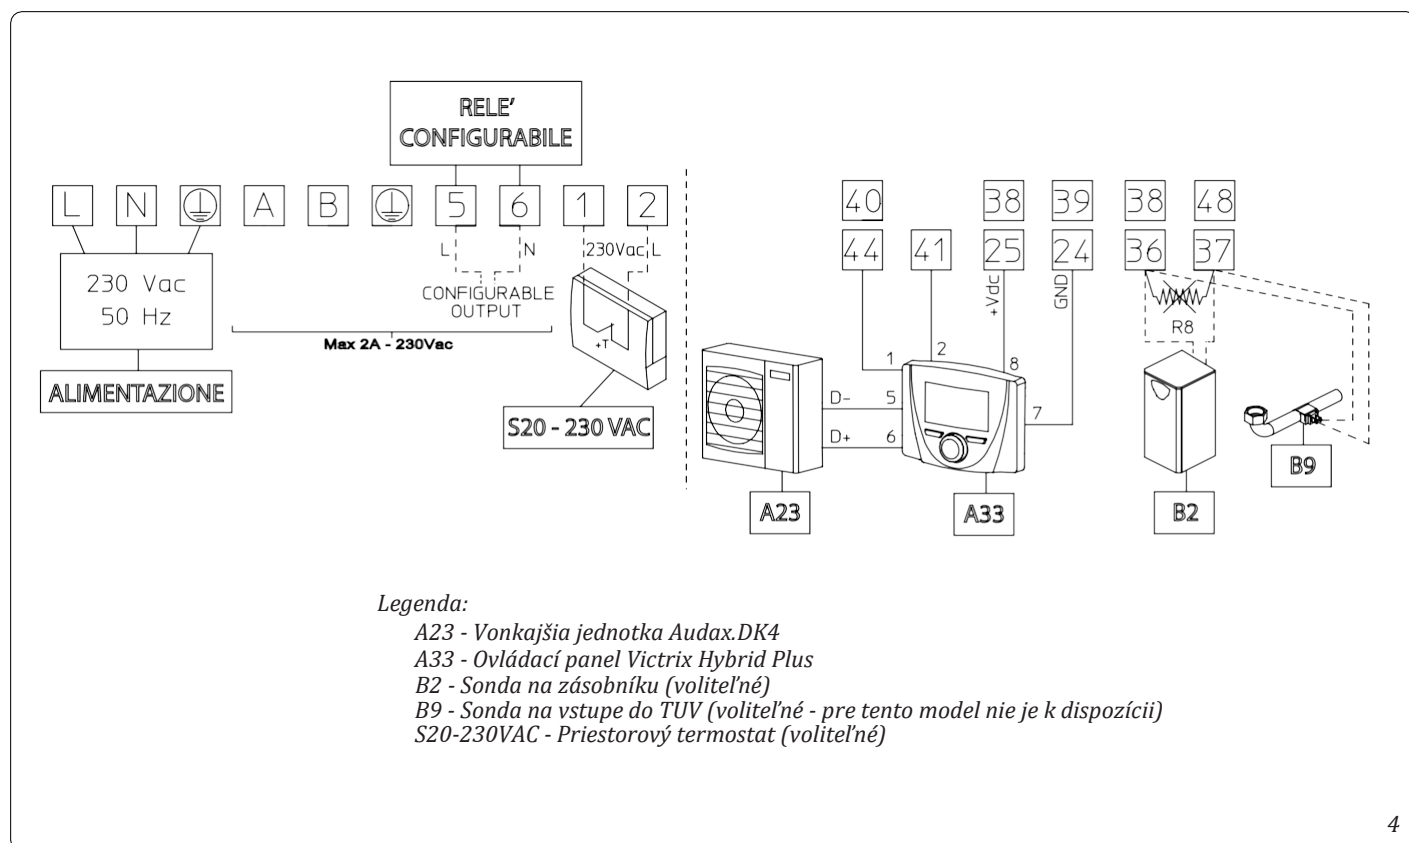 RELE'
CONFIGURABILE
L N A B 5 6 1 2
40 38 39 38 48
44 41 25 24 36 37
L N 230Vac L
+Vdc GND
230 Vac
50 Hz
CONFIGURABLE
OUTPUT
R8
Max 2A - 230Vac
+T
1 2 8
ALIMENTAZIONE
D- 5
7
S20 - 230 VAC
D+ 6
B9
A23 A33 B2
Legenda:
A23 - Vonkajšia jednotka Audax.DK4
A33 - Ovládací panel Victrix Hybrid Plus
B2 - Sonda na zásobníku (voliteľné)
B9 - Sonda na vstupe do TUV (voliteľné - pre tento model nie je k dispozícii)
S20-230VAC - Priestorový termostat (voliteľné)
4